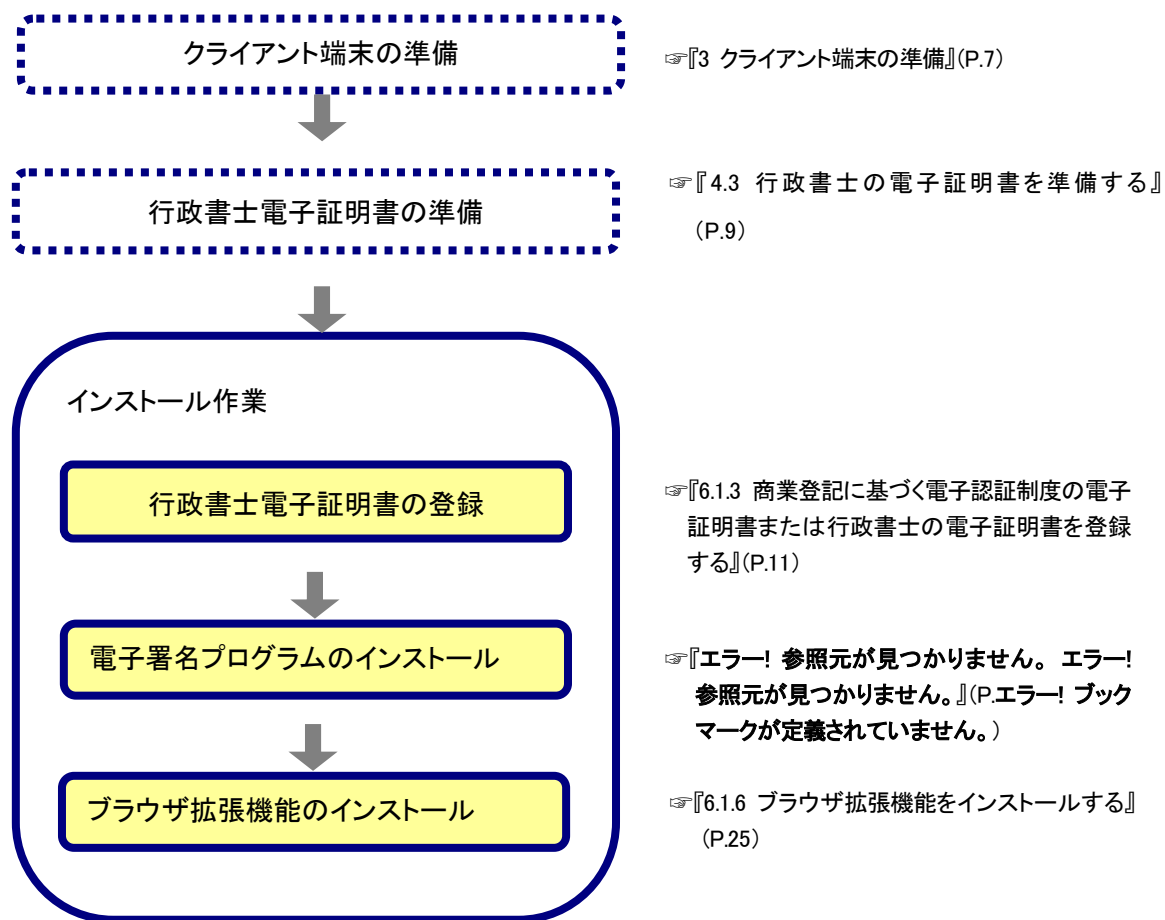 クライアント端末の準備
☞『3 クライアント端末の準備』(P.7)
行政書士電子証明書の準備
☞『4.3 行政書士の電子証明書を準備する』
(P.9)
インストール作業
行政書士電子証明書の登録
☞『6.1.3 商業登記に基づく電子認証制度の電子
証明書または行政書士の電子証明書を登録
する』(P.11)
電子署名プログラムのインストール
☞『エラー! 参照元が見つかりません。 エラー!
参照元が見つかりません。』(P.エラー! ブック
マークが定義されていません。)
ブラウザ拡張機能のインストール
☞『6.1.6 ブラウザ拡張機能をインストールする』
(P.25)